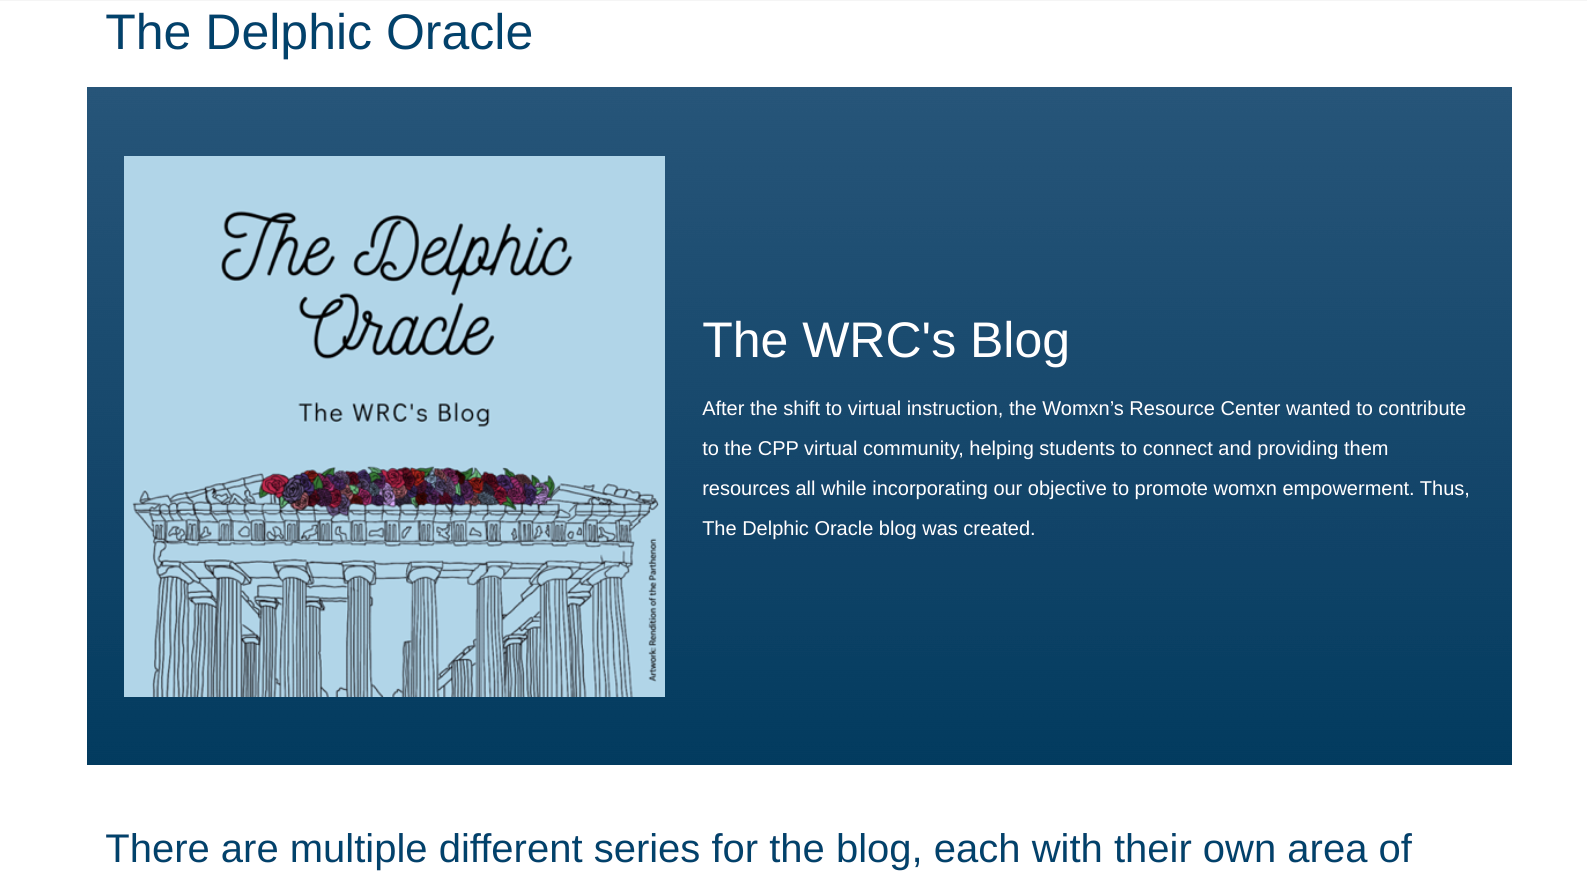 The Delphic Oracle
The Delphic
Oracle
The WRC's Blog
Artwork: Rendition of the Parthenon
The WRC's Blog
After the shift to virtual instruction, the Womxn’s Resource Center wanted to contribute
to the CPP virtual community, helping students to connect and providing them
resources all while incorporating our objective to promote womxn empowerment. Thus,
The Delphic Oracle blog was created.
There are multiple different series for the blog, each with their own area of